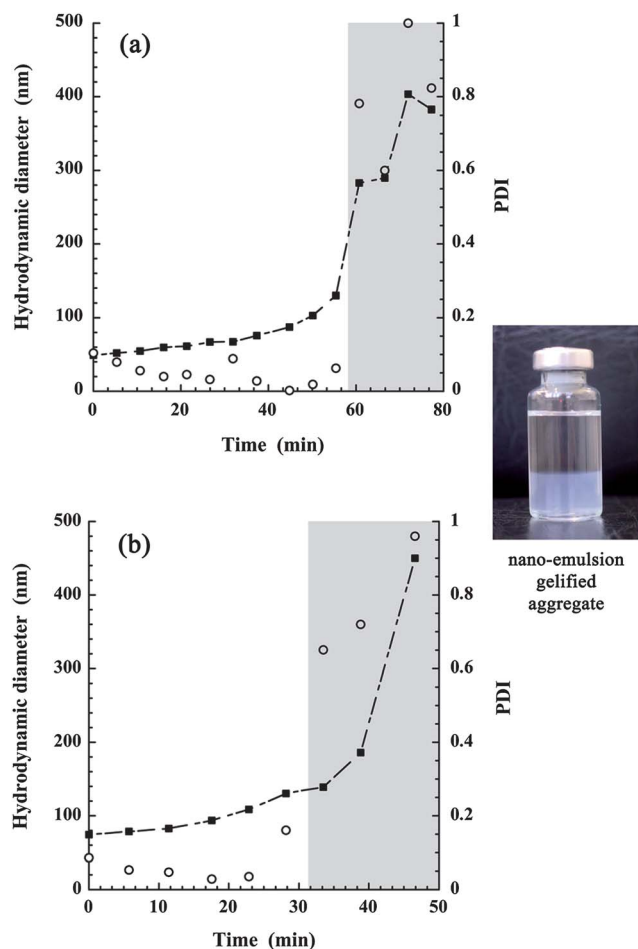 (a)
500
400
300
200
100
0
Hydrodynamic diameter (nm)
1
0.8
0.6
0.4
0.2
0
PDI
0 20 40 60 80
Time (min)
nano-emulsion
gelified
aggregate
(b)
500
400
300
200
100
0
Hydrodynamic diameter (nm)
1
0.8
0.6
0.4
0.2
0
PDI
0 10 20 30 40 50
Time (min)